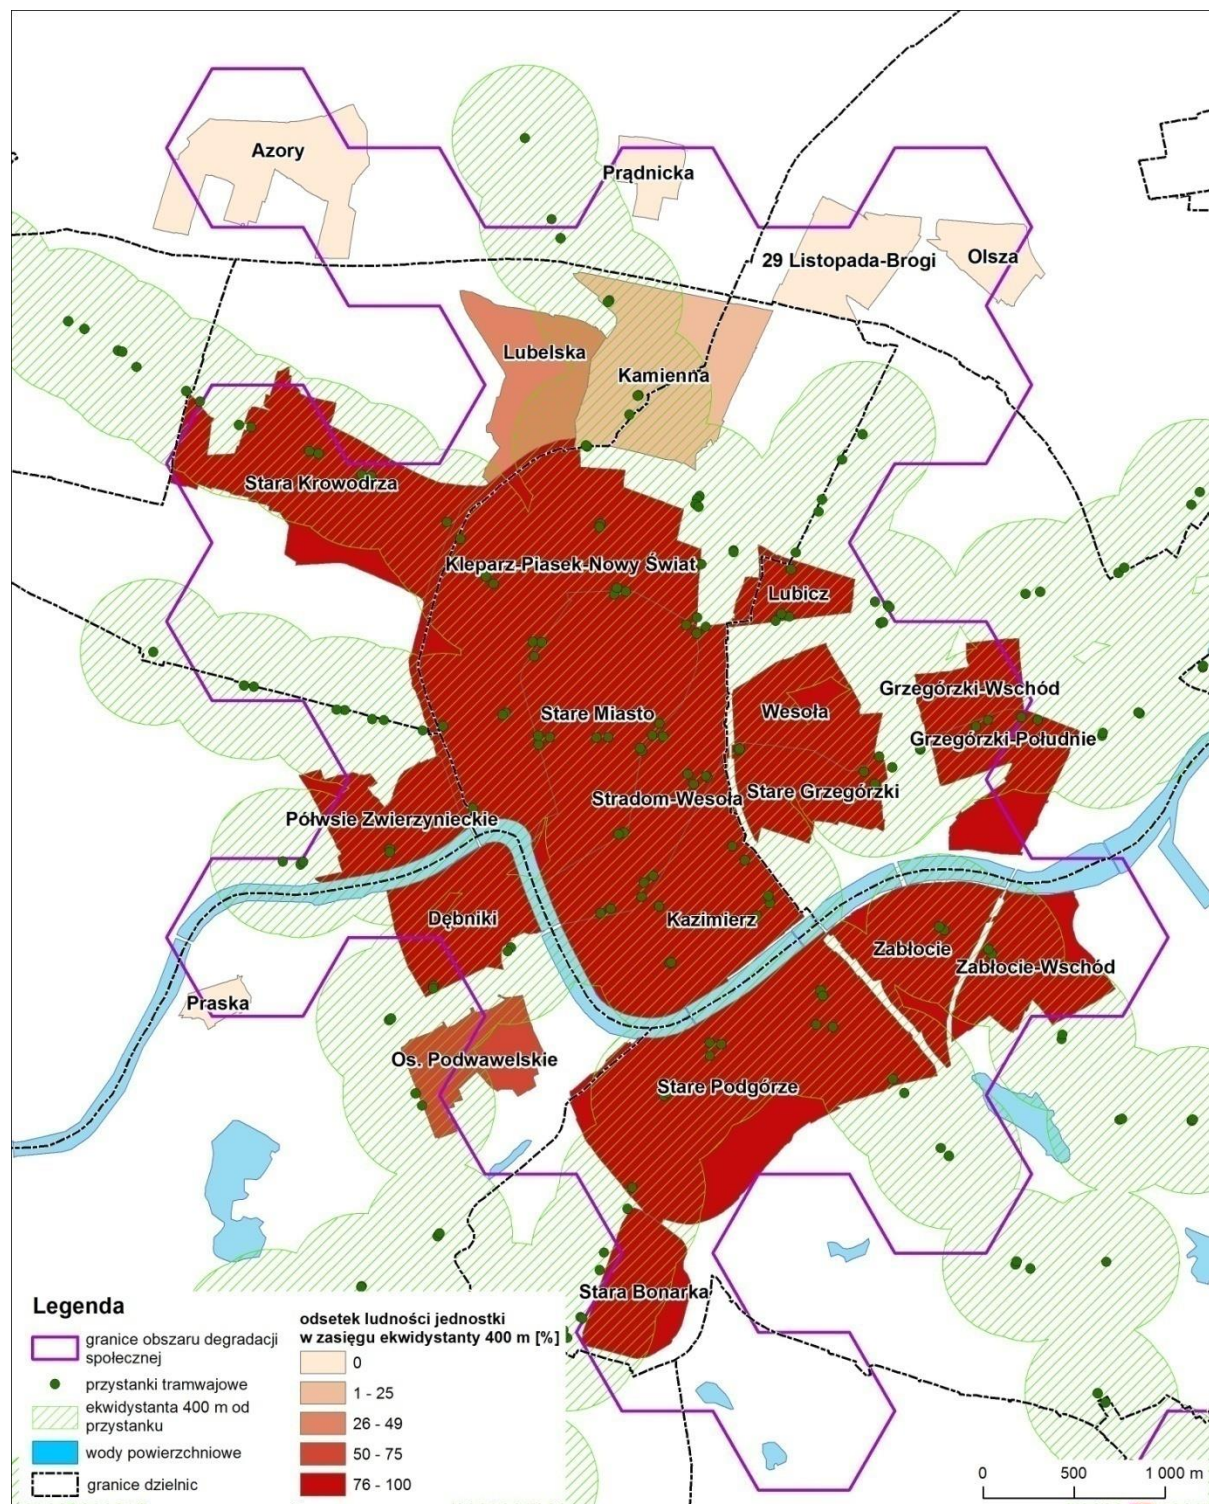 Azory
Prądnicka
29 Listopada-Brogi
Olsza
Lubelska
Kamienna
Stara Krowodrza
Kleparz-Piasek-Nowy Świat
Lubicz
Grzegórzki-Wschód
Wesoła
Stare Miasto
Grzegórzki-Południe
Stradom-Wesoła
Stare Grzegórzki
Półwsie Zwierzynieckie
Dębniki
Kazimierz
Zabłocie
Zabłocie-Wschód
Praska
Os. Podwawelskie
Stare Podgórze
Stara Bonarka
Legenda
granice obszaru degradacji
społecznej
przystanki tramwajowe
ekwidystanta 400 m od
przystanku
wody powierzchniowe
granice dzielnic
odsetek ludności jednostki
w zasięgu ekwidystanty 400 m [%]
0
1 - 25
26 - 49
50 - 75
76 - 100
0 500 1 000 m